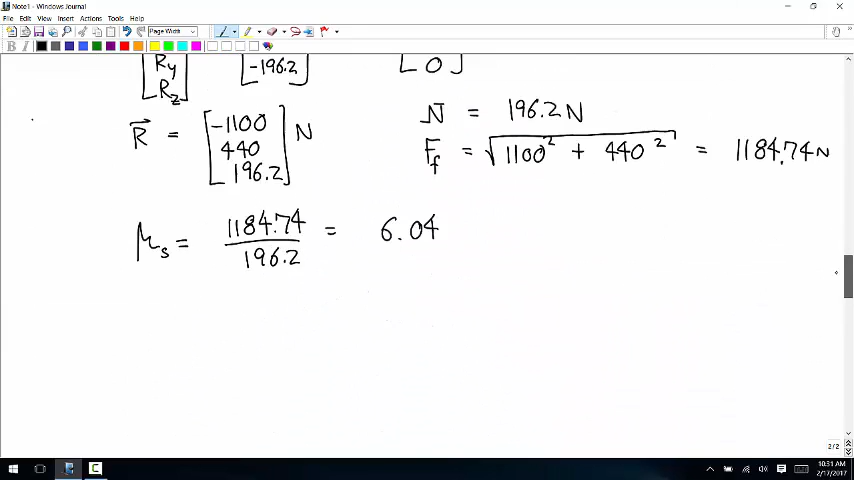 Note1 - Windows Journal
File Edit View Insert Actions Tools Help
Page Width
B I
Ry
Rz
-196.2
0
R = -1100 440 196.2 N
N = 196.2 N
Ff = √1100² + 440² = 1184.74 N
μs = 1184.74 / 196.2 = 6.04
2/2
10:31 AM
2/17/2017